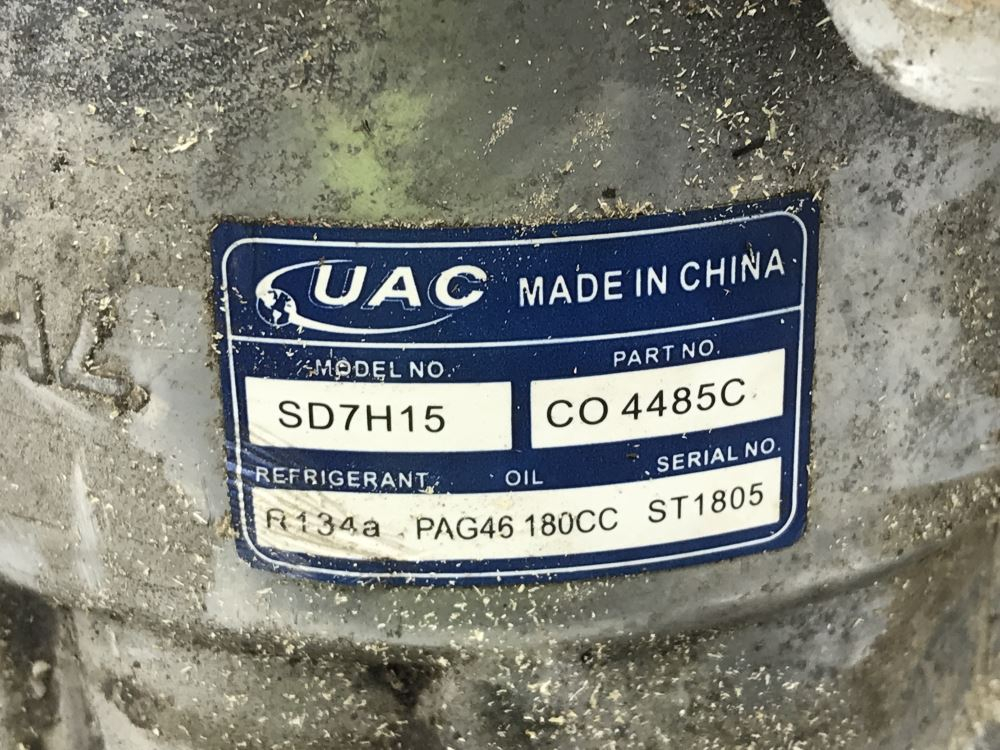 UAC MADE IN CHINA
MODEL NO. PART NO.
SD7H15 CO 4485C
REFRIGERANT OIL SERIAL NO.
R134a PAG46 180CC ST1805